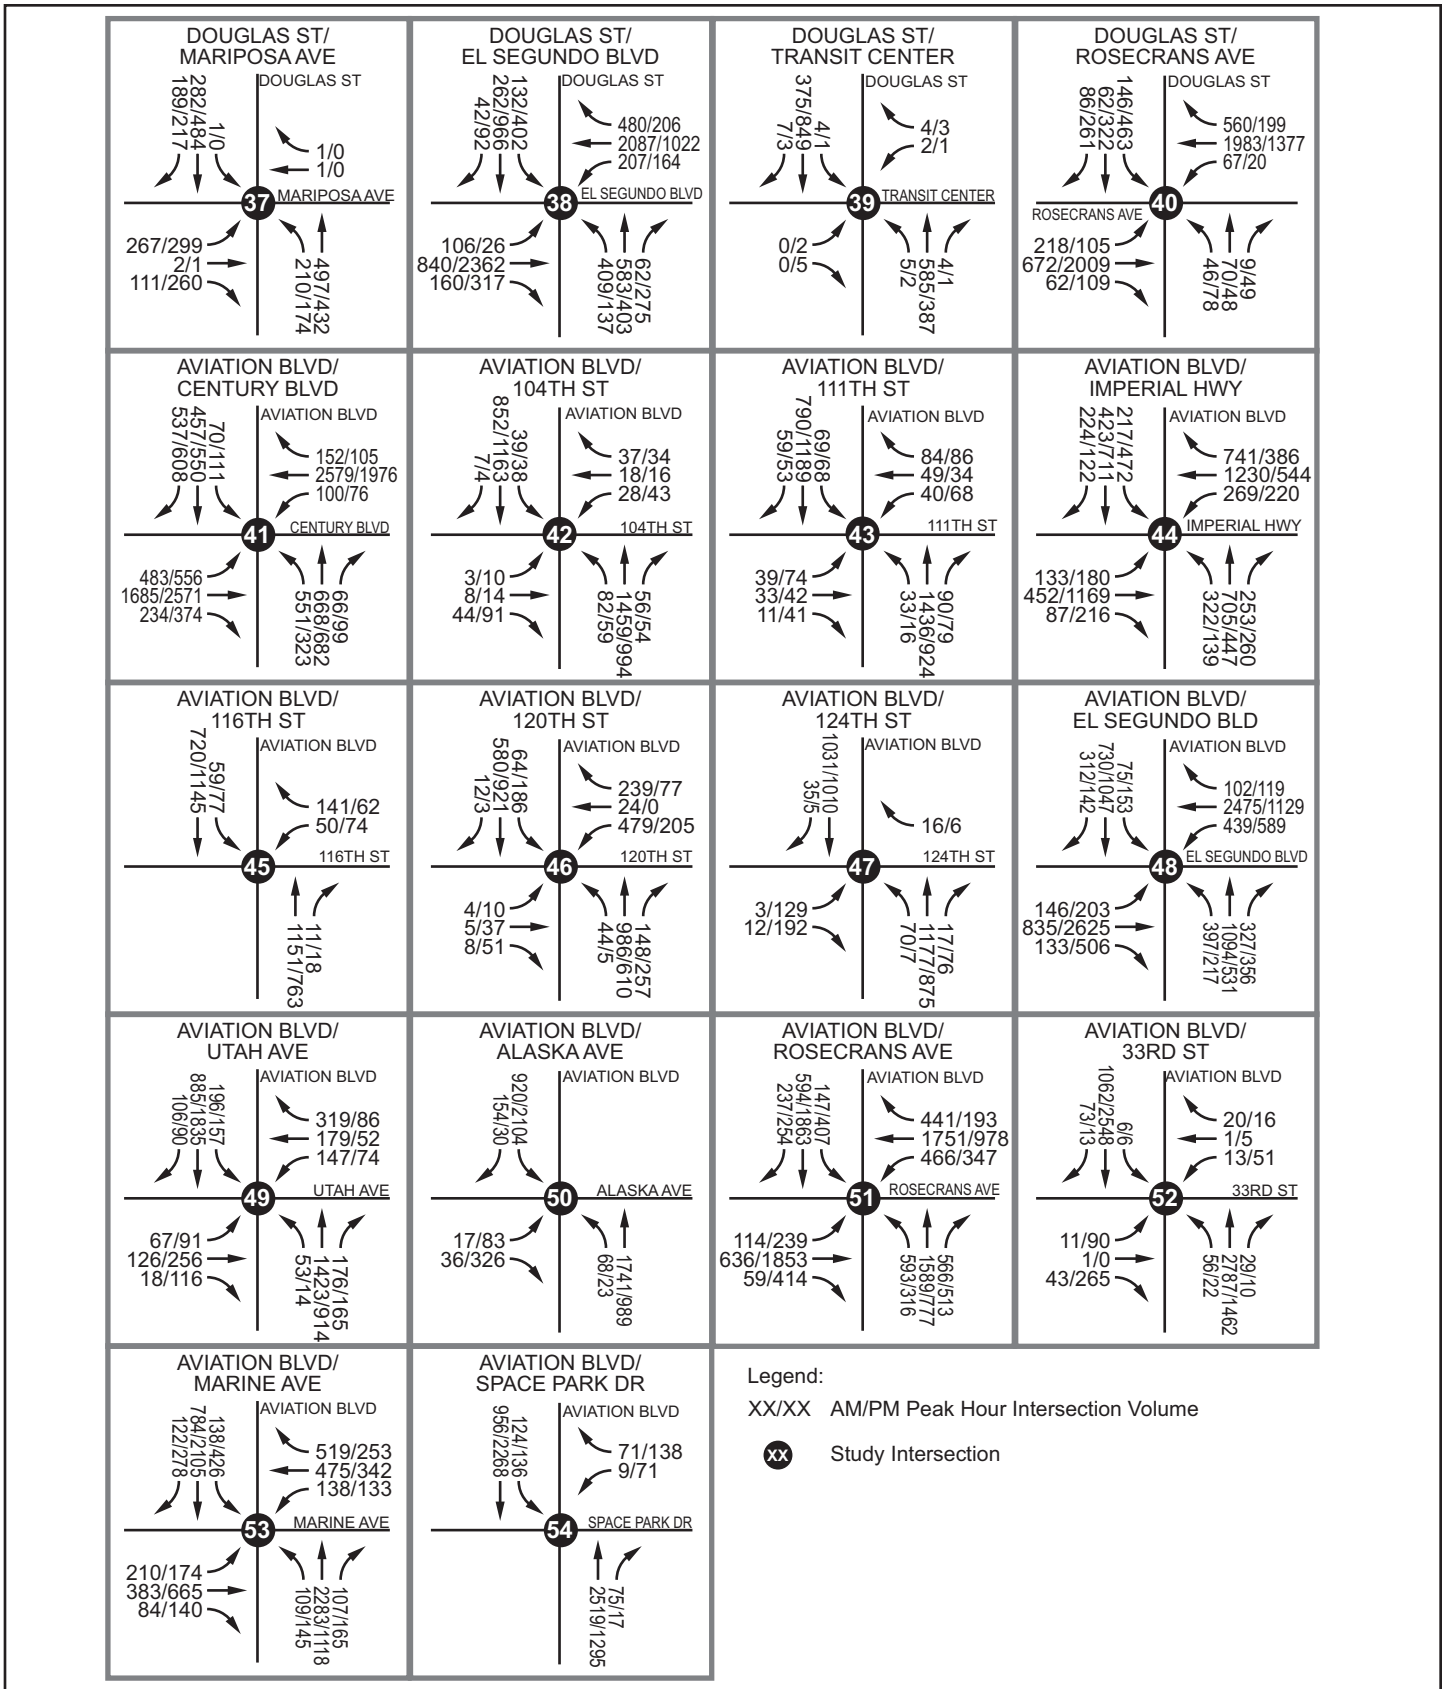 DOUGLAS ST/
MARIPOSA AVE
DOUGLAS ST
189/217
282/484
1/0
1/0
1/0
37
MARIPOSA AVE
267/299
2/1
111/260
210/174
497/432
DOUGLAS ST/
EL SEGUNDO BLVD
DOUGLAS ST
42/92
262/966
132/402
480/206
2087/1022
207/164
38
EL SEGUNDO BLVD
106/26
840/2362
160/317
409/137
583/403
62/275
DOUGLAS ST/
TRANSIT CENTER
DOUGLAS ST
7/3
375/849
4/1
4/3
2/1
39
TRANSIT CENTER
0/2
0/5
5/2
585/387
4/1
DOUGLAS ST/
ROSECRANS AVE
DOUGLAS ST
86/261
62/322
146/463
560/199
1983/1377
67/20
40
ROSECRANS AVE
218/105
672/2009
62/109
46/78
70/48
9/49
AVIATION BLVD/
CENTURY BLVD
AVIATION BLVD
537/608
457/550
70/111
152/105
2579/1976
100/76
41
CENTURY BLVD
483/556
1685/2571
234/374
551/323
668/682
66/99
AVIATION BLVD/
104TH ST
AVIATION BLVD
7/4
852/1163
39/38
37/34
18/16
28/43
42
104TH ST
3/10
8/14
44/91
82/59
1459/994
56/54
AVIATION BLVD/
111TH ST
AVIATION BLVD
59/53
790/1189
69/68
84/86
49/34
40/68
43
111TH ST
39/74
33/42
11/41
33/16
1436/924
90/79
AVIATION BLVD/
IMPERIAL HWY
AVIATION BLVD
224/122
423/711
217/472
741/386
1230/544
269/220
44
IMPERIAL HWY
133/180
452/1169
87/216
322/139
705/447
253/260
AVIATION BLVD/
116TH ST
AVIATION BLVD
720/1145
59/77
141/62
50/74
45
116TH ST
1151/763
11/18
AVIATION BLVD/
120TH ST
AVIATION BLVD
12/3
580/921
64/186
239/77
24/0
479/205
46
120TH ST
4/10
5/37
8/51
44/5
986/610
148/257
AVIATION BLVD/
124TH ST
AVIATION BLVD
35/5
1031/1010
16/6
47
124TH ST
3/129
12/192
70/7
1177/875
17/76
AVIATION BLVD/
EL SEGUNDO BLD
AVIATION BLVD
312/142
730/1047
75/153
102/119
2475/1129
439/589
48
EL SEGUNDO BLVD
146/203
835/2625
133/506
397/217
1094/531
327/356
AVIATION BLVD/
UTAH AVE
AVIATION BLVD
106/90
885/1835
196/157
319/86
179/52
147/74
49
UTAH AVE
67/91
126/256
18/116
53/14
1423/914
176/165
AVIATION BLVD/
ALASKA AVE
AVIATION BLVD
154/30
920/2104
50
ALASKA AVE
17/83
36/326
68/23
1741/989
AVIATION BLVD/
ROSECRANS AVE
AVIATION BLVD
237/254
594/1863
147/407
441/193
1751/978
466/347
51
ROSECRANS AVE
114/239
636/1853
59/414
593/316
1589/777
566/513
AVIATION BLVD/
33RD ST
AVIATION BLVD
73/13
1062/2548
6/6
20/16
1/5
13/51
52
33RD ST
11/90
1/0
43/265
56/22
2787/1462
29/10
AVIATION BLVD/
MARINE AVE
AVIATION BLVD
122/278
784/2105
138/426
519/253
475/342
138/133
53
MARINE AVE
210/174
383/665
84/140
109/145
2283/1118
107/165
AVIATION BLVD/
SPACE PARK DR
AVIATION BLVD
956/2268
124/136
71/138
9/71
54
SPACE PARK DR
2519/1295
75/17
Legend:
XX/XX AM/PM Peak Hour Intersection Volume
XX Study Intersection